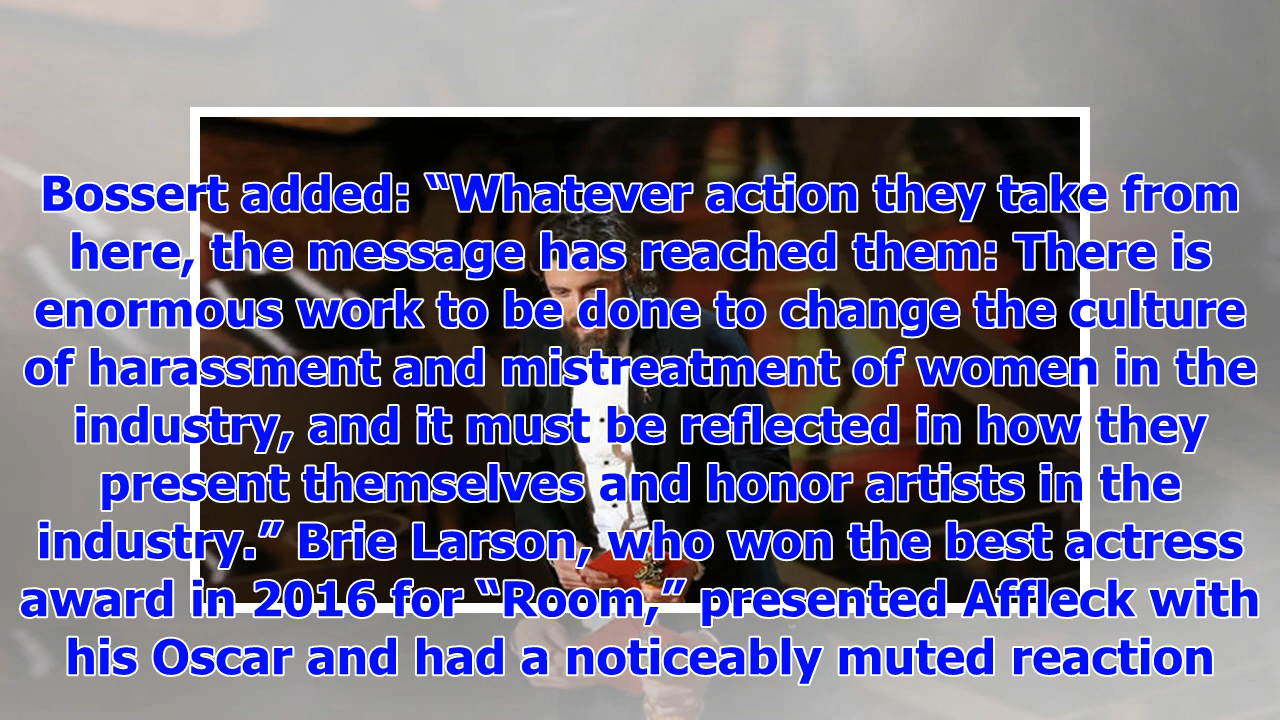 Bossert added: “Whatever action they take from
here, the message has reached them: There is
enormous work to be done to change the culture
of harassment and mistreatment of women in the
industry, and it must be reflected in how they
present themselves and honor artists in the
industry.” Brie Larson, who won the best actress
award in 2016 for “Room,” presented Affleck with
his Oscar and had a noticeably muted reaction